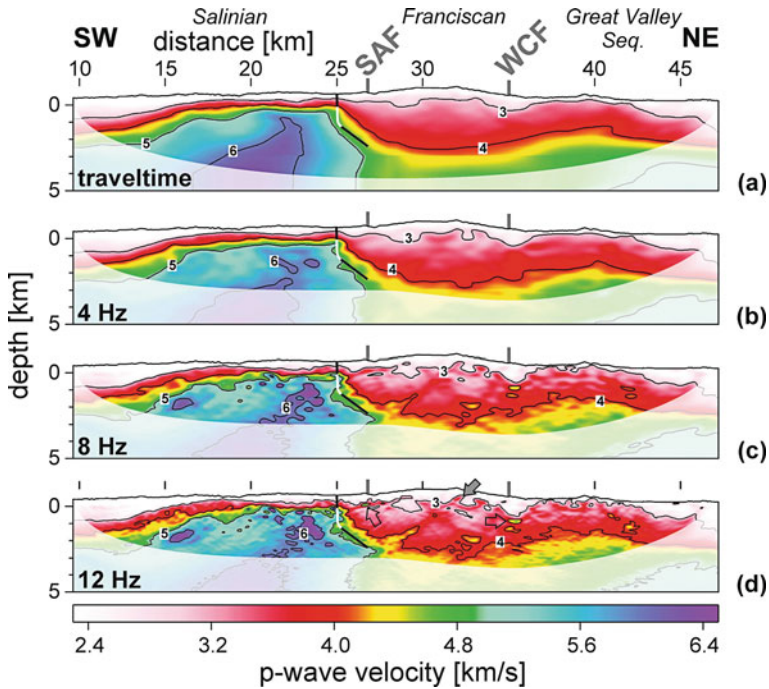 Salinian Franciscan Great Valley
SW distance [km] SAF WCF Seq. NE
10 15 20 25 30 40 45
0
5
5 6 3 4
traveltime
(a)
0
5
5 6 3 4
4 Hz
(b)
depth [km]
0
5
5 6 3 4
8 Hz
(c)
0
5
5 6 3 4
12 Hz
(d)
2.4 3.2 4.0 4.8 5.6 6.4
p-wave velocity [km/s]